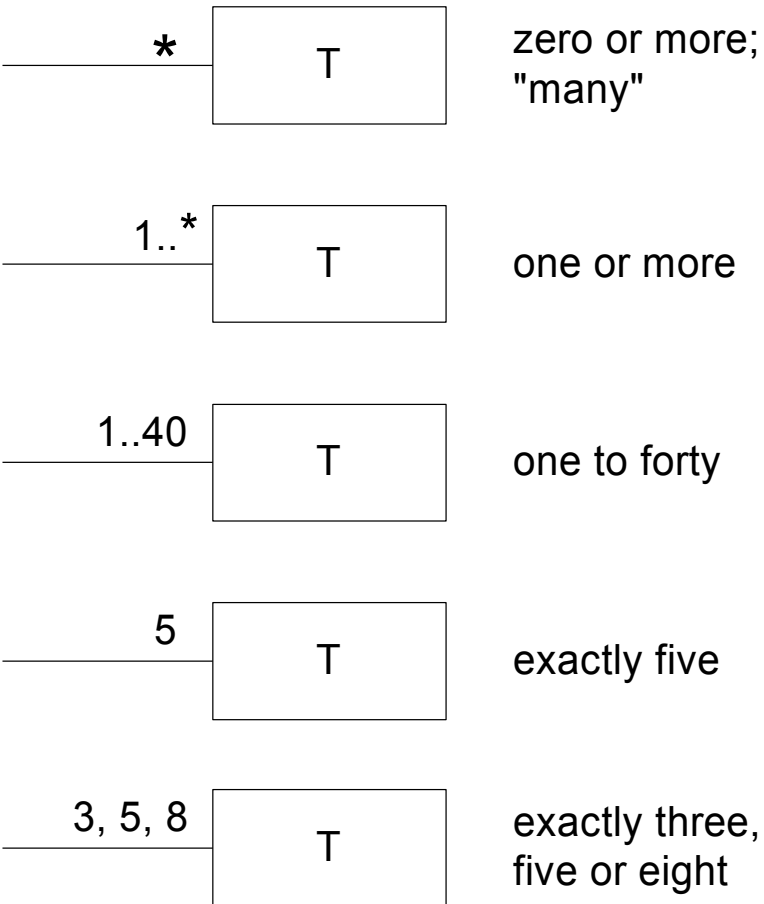 * T zero or more;
"many"
1..* T one or more
1..40 T one to forty
5 T exactly five
3, 5, 8 T exactly three,
five or eight